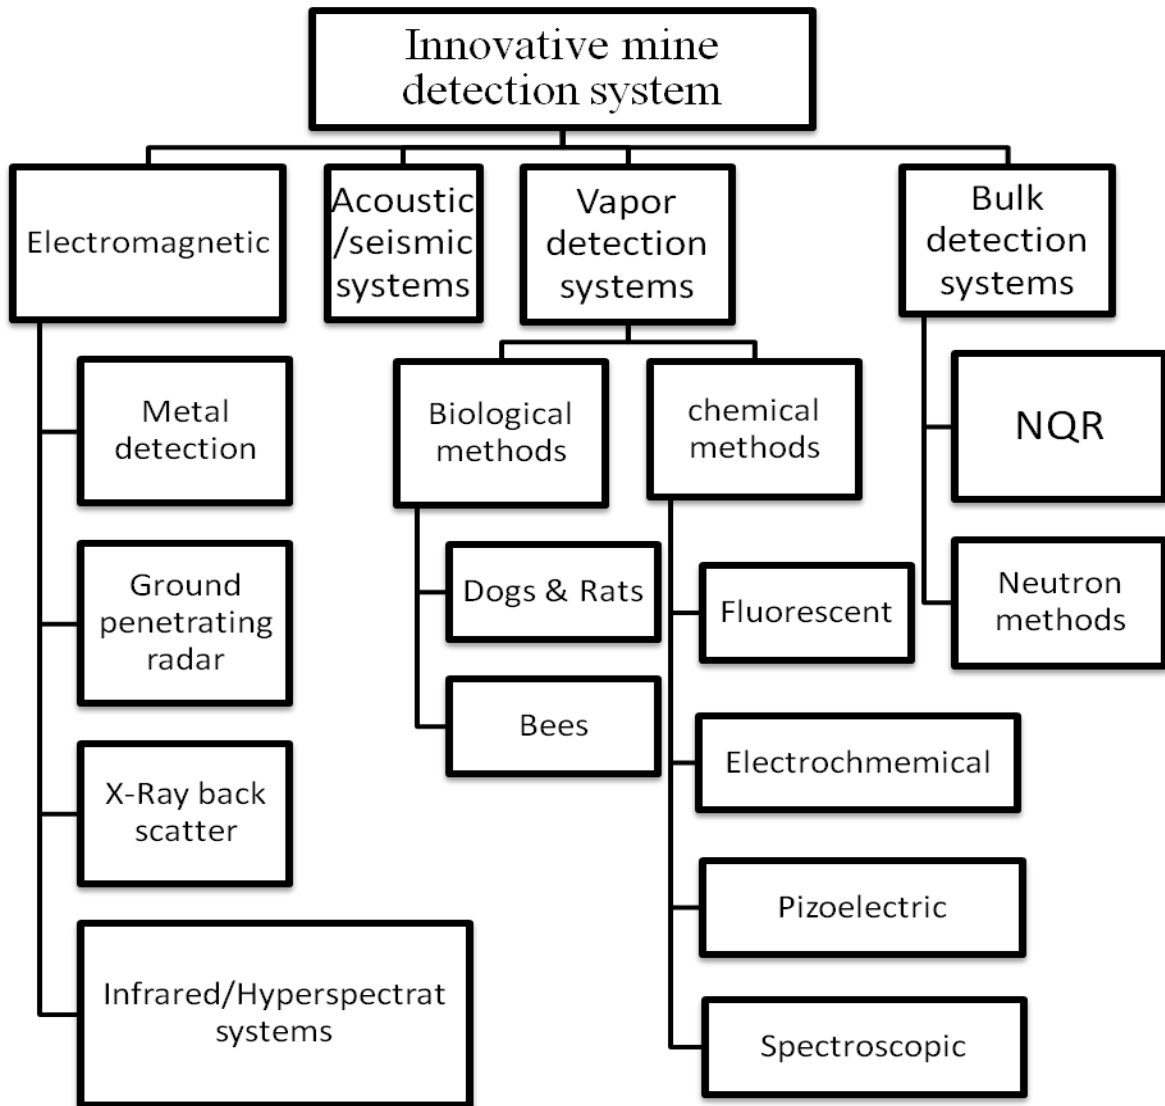 Innovative mine
detection system
Electromagnetic
Acoustic
/seismic
systems
Vapor
detection
systems
Bulk
detection
systems
Metal
detection
Ground
penetrating
radar
X-Ray back
scatter
Infrared/Hyperspectrat
systems
Biological
methods
Dogs & Rats
Bees
chemical
methods
Fluorescent
Electrochmemical
Pizoelectric
Spectroscopic
NQR
Neutron
methods